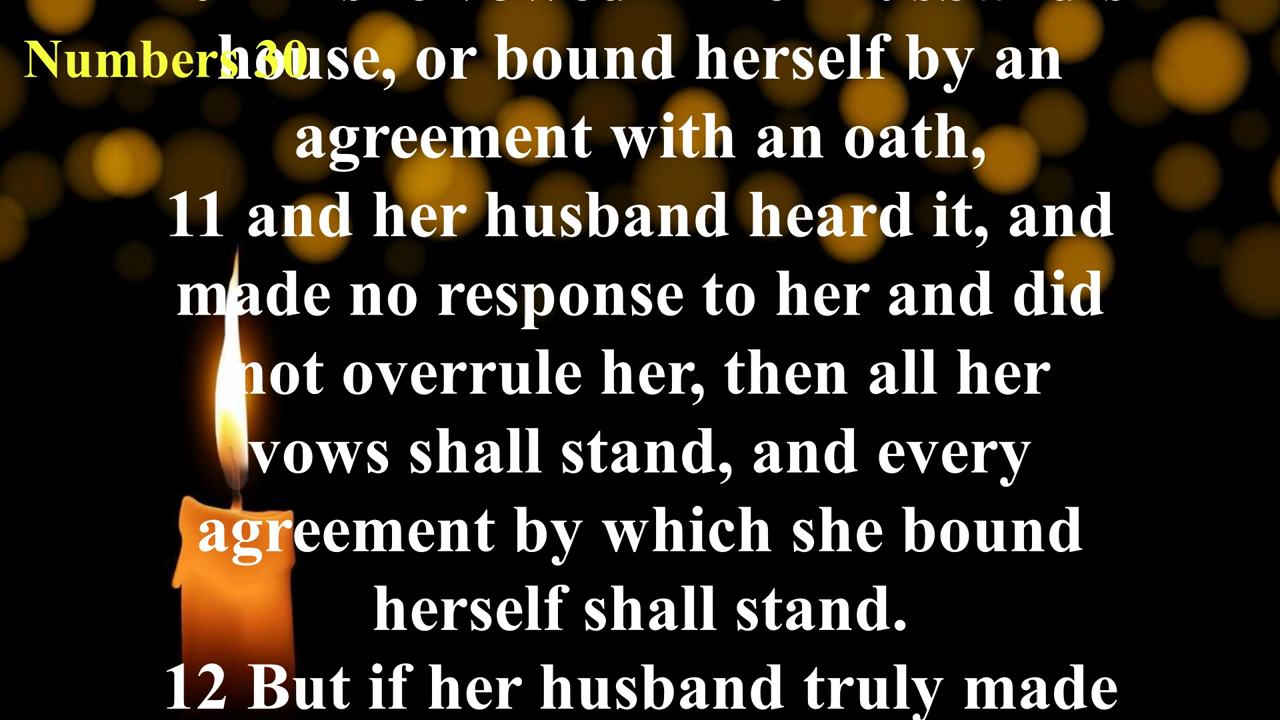 Numbers 30
house, or bound herself by an
agreement with an oath,
11 and her husband heard it, and
made no response to her and did
not overrule her, then all her
vows shall stand, and every
agreement by which she bound
herself shall stand.
12 But if her husband truly made